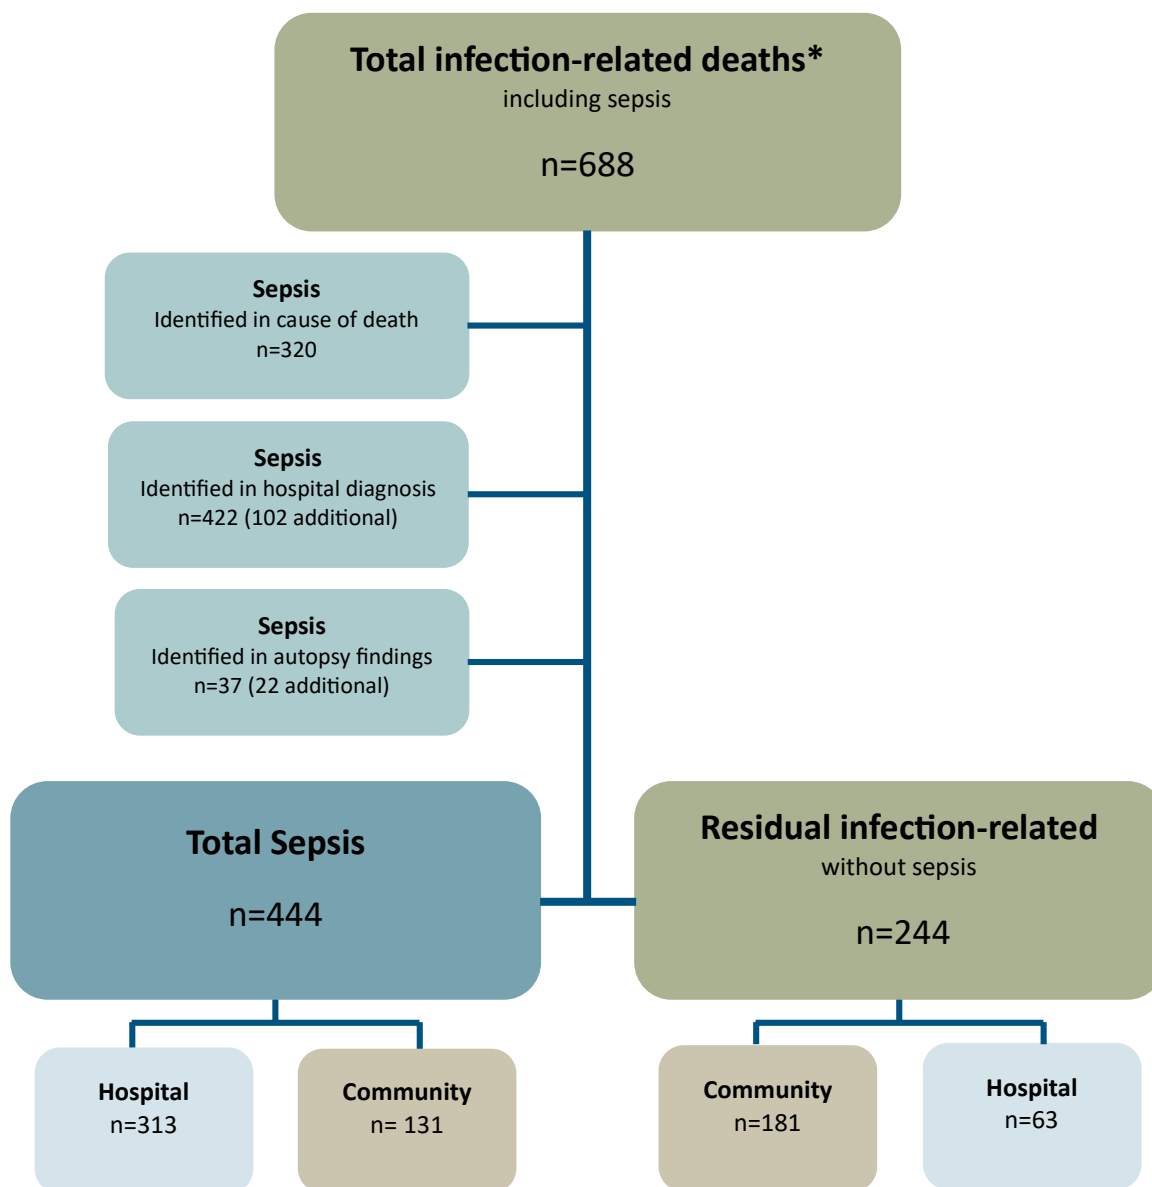 Total infection-related deaths*
including sepsis
n=688
Sepsis
Identified in cause of death
n=320
Sepsis
Identified in hospital diagnosis
n=422 (102 additional)
Sepsis
Identified in autopsy findings
n=37 (22 additional)
Total Sepsis
n=444
Residual infection-related
without sepsis
n=244
Hospital
n=313
Community
n= 131
Community
n=181
Hospital
n=63